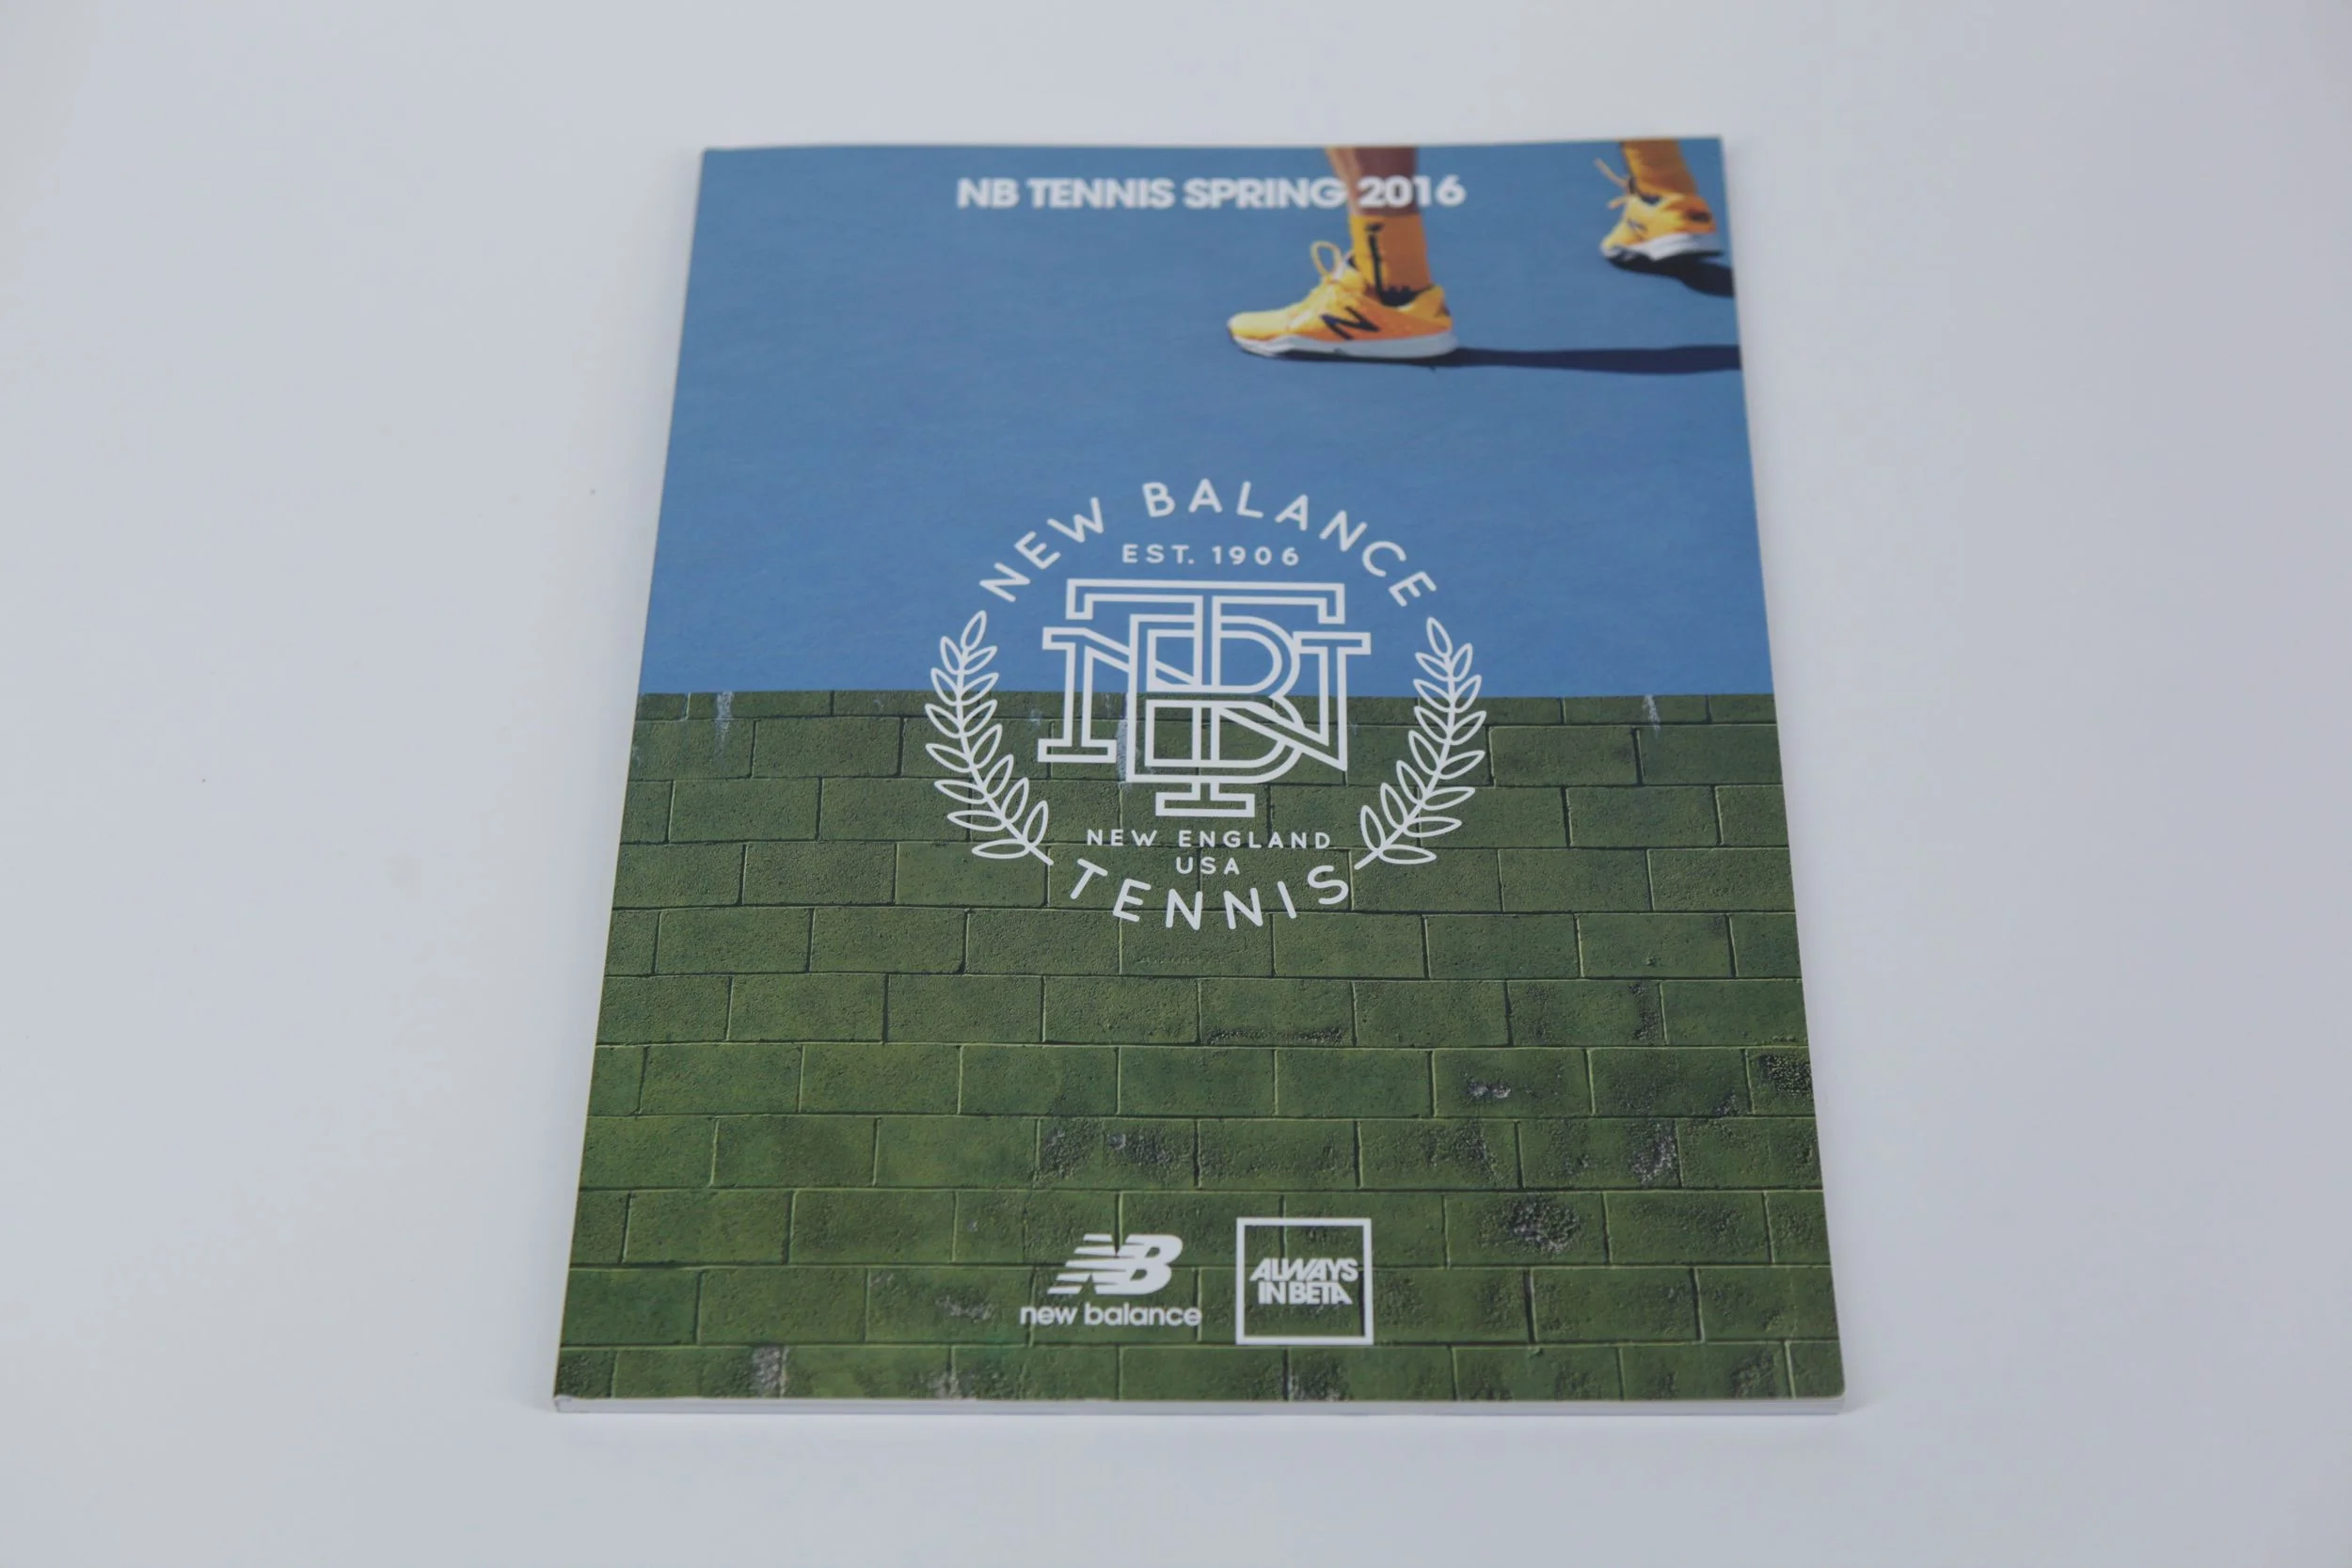 NB TENNIS SPRING 2016
NEW BALANCE
EST. 1906
NEW ENGLAND
USA
TENNIS
NB
new balance
ALWAYS
IN BETA